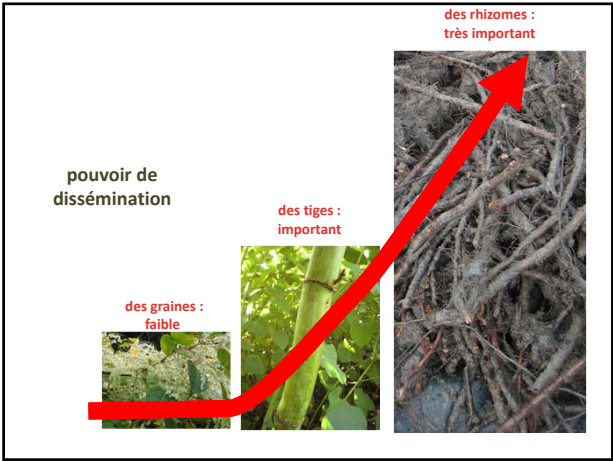 des rhizomes :
très important
pouvoir de
dissémination
des tiges :
important
des graines :
faible